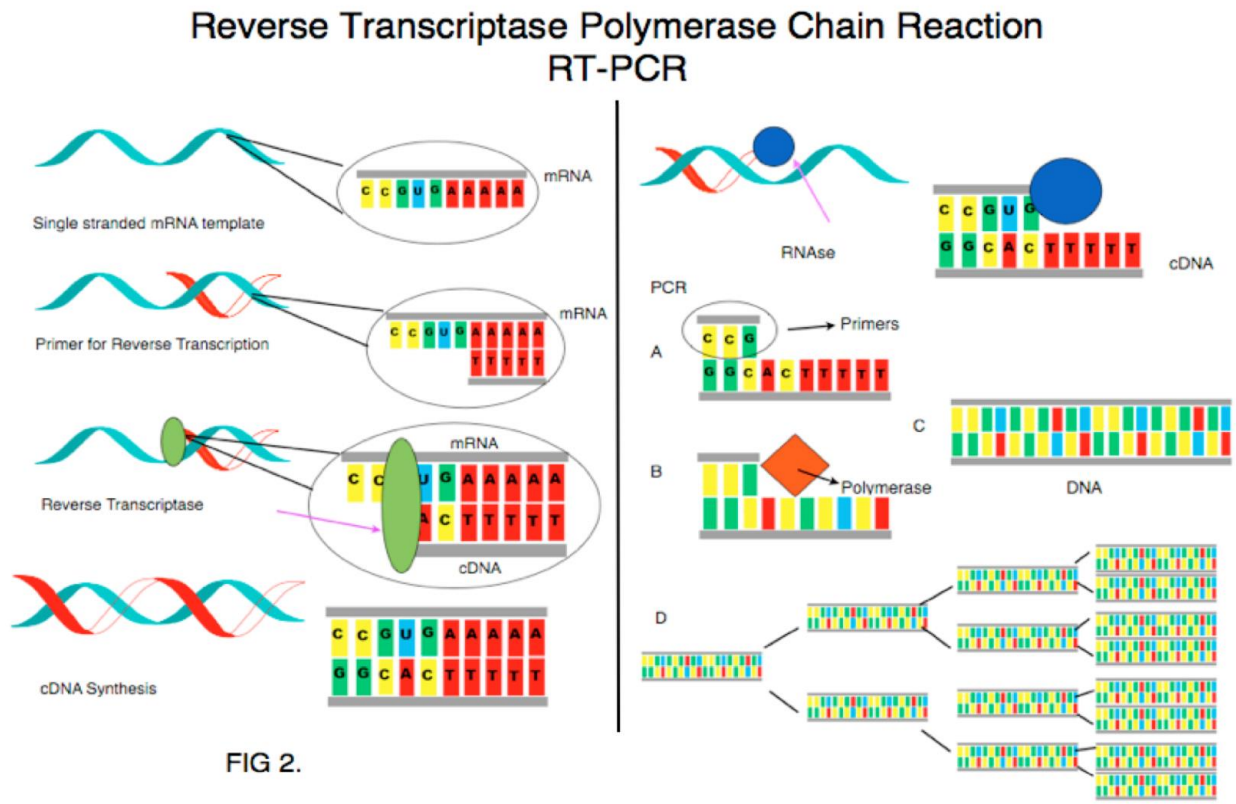 Reverse Transcriptase Polymerase Chain Reaction
RT-PCR
C C G U G A A A A A
mRNA
Single stranded mRNA template
mRNA
C C G U G A A A A A
T T T T T
Primer for Reverse Transcription
mRNA
C C U G A A A A A
A C T T T T T
cDNA
Reverse Transcriptase
C C G U G A A A A A
G G C A C T T T T T
cDNA Synthesis
FIG 2.
RNAse
C C G U G
G G C A C T T T T T
cDNA
PCR
A
Primers
C C G
G G C A C T T T T T
B
Polymerase
C
DNA
D